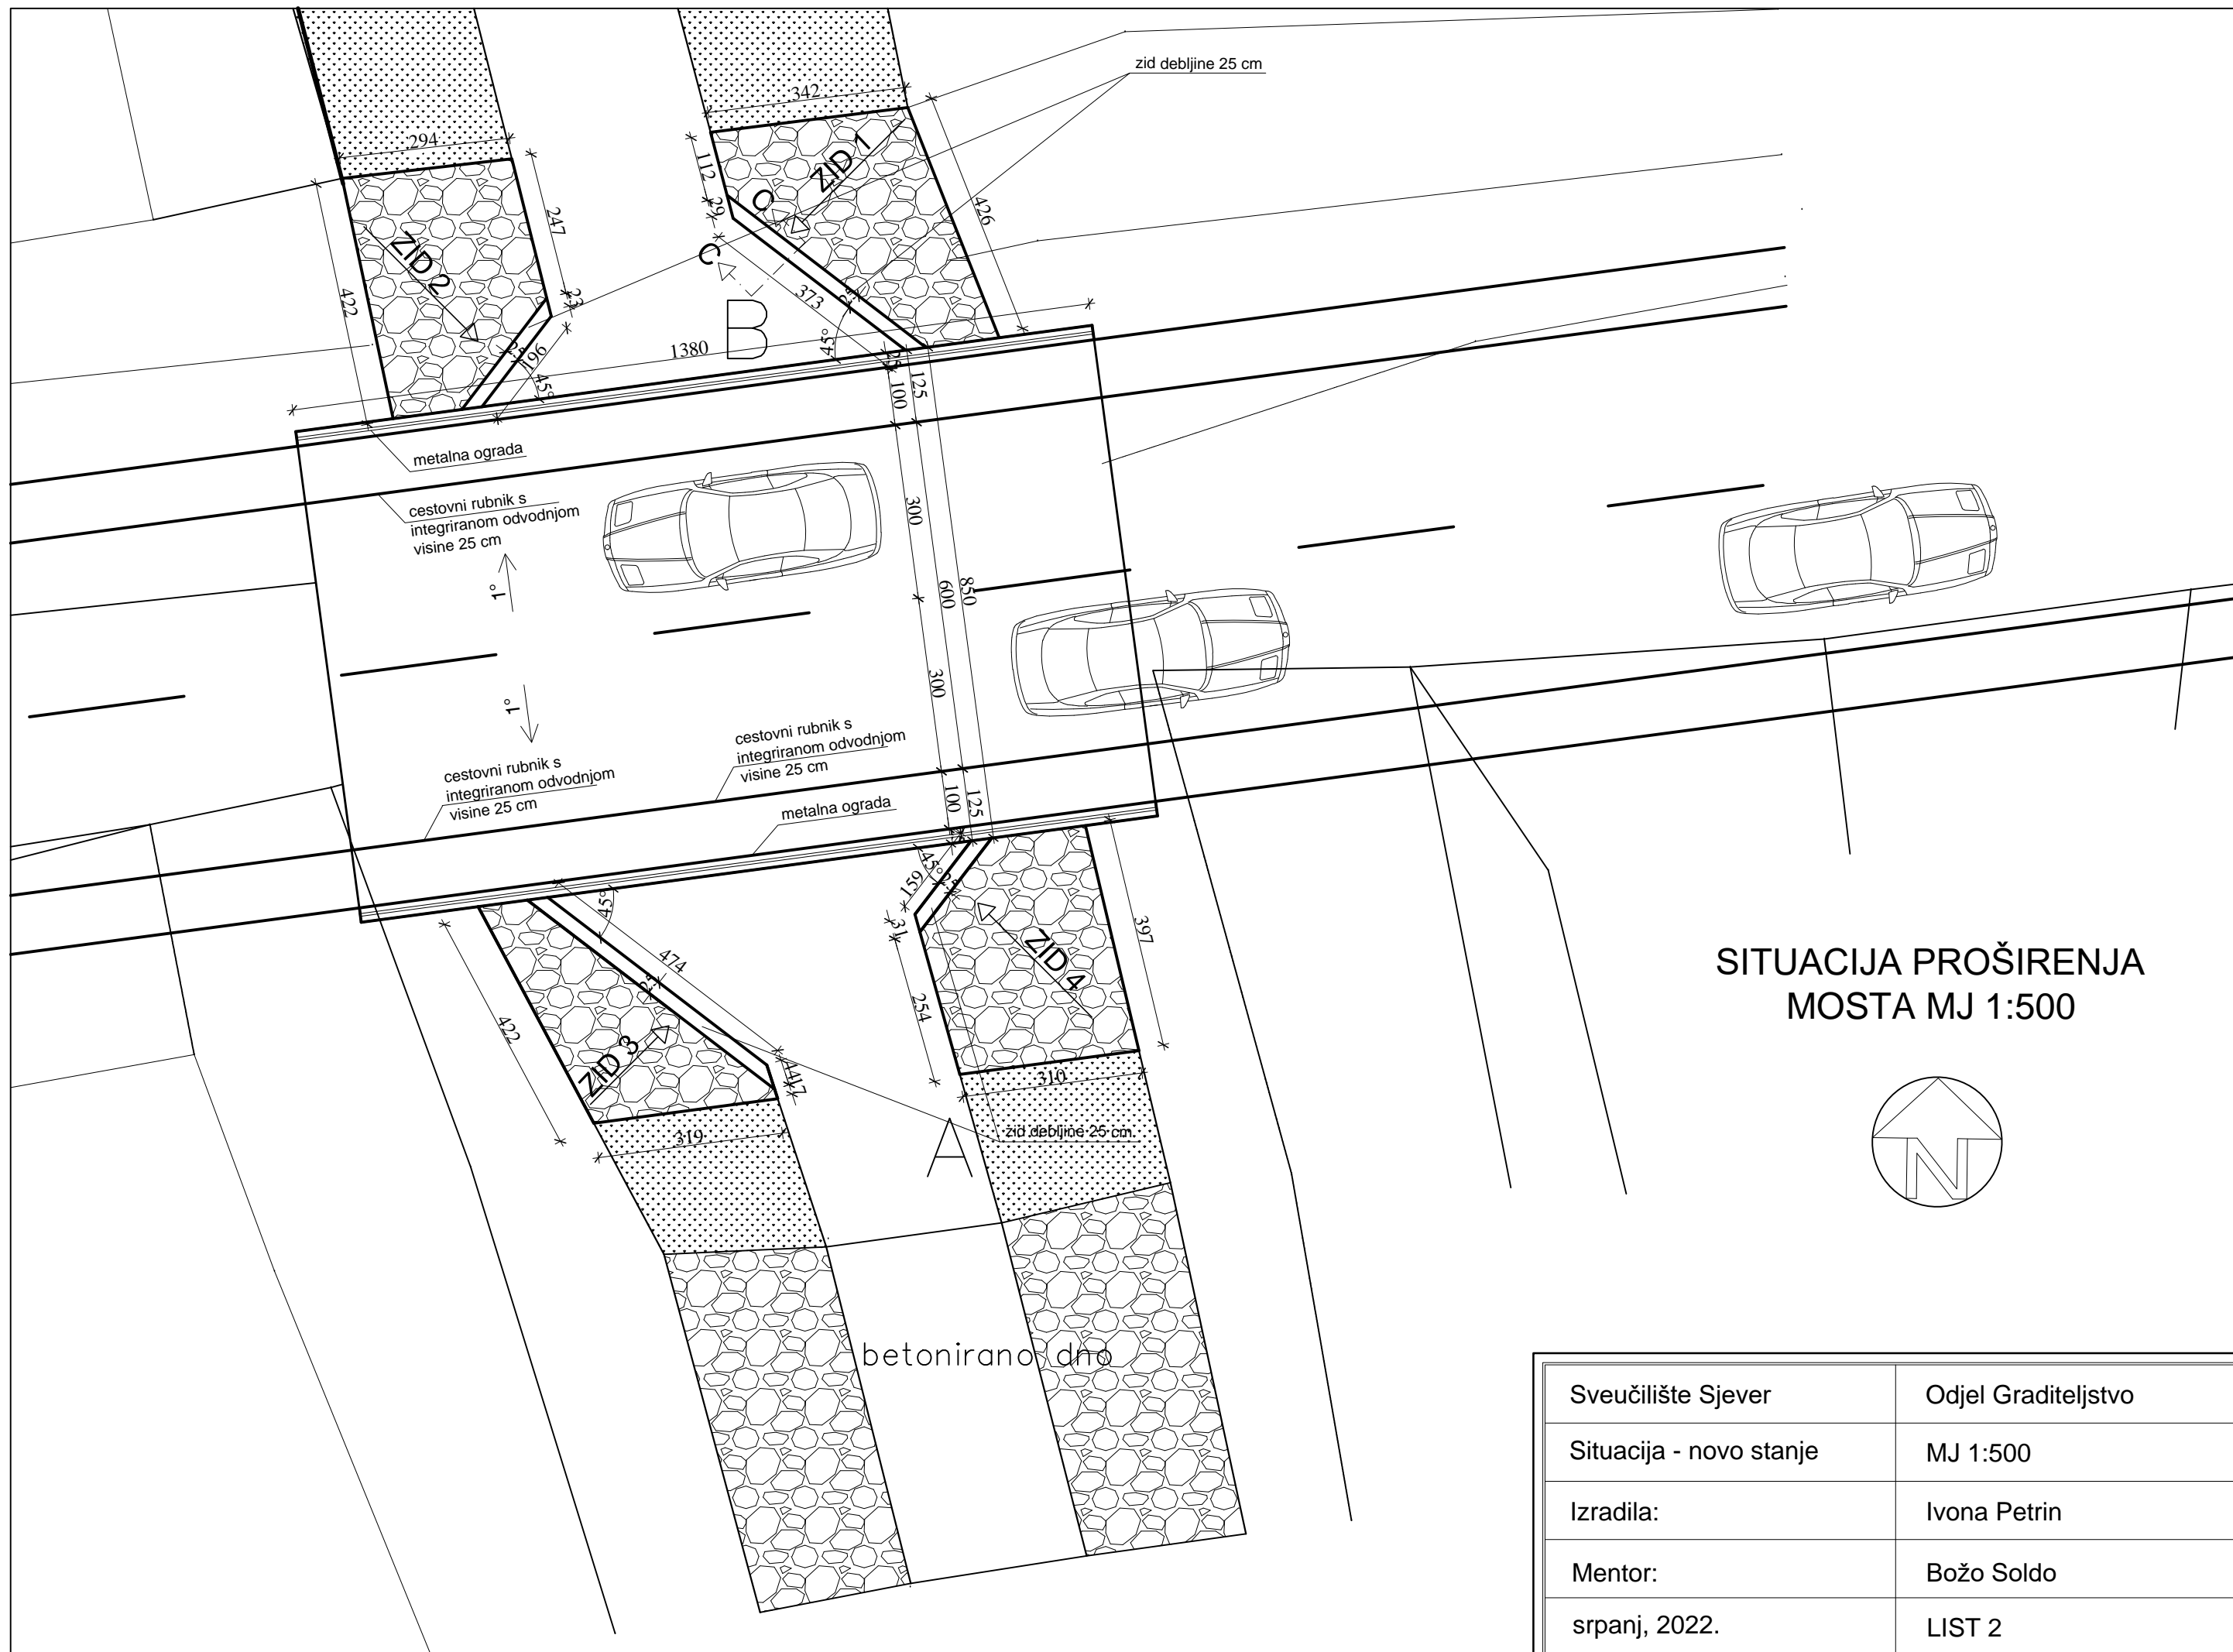 zid debljine 25 cm
342
294
ZID 1
112
C
29
426
247
ZID 2
C
422
23
373
25
B
1380
45°
25
196
45°
25
125
100
metalna ograda
cestovni rubnik s
integriranom odvodnjom
visine 25 cm
300
1°
600
850
300
1°
cestovni rubnik s
integriranom odvodnjom
visine 25 cm
cestovni rubnik s
integriranom odvodnjom
visine 25 cm
100
125
metalna ograda
45°
25
159
45°
31
397
474
ZID 4
25
254
422
ZID 3
SITUACIJA PROŠIRENJA
MOSTA MJ 1:500
310
319
A
zid debljine 25 cm
N
betonirano dno
Sveučilište Sjever
Odjel Graditeljstvo
Situacija - novo stanje
MJ 1:500
Izradila:
Ivona Petrin
Mentor:
Božo Soldo
srpanj, 2022.
LIST 2